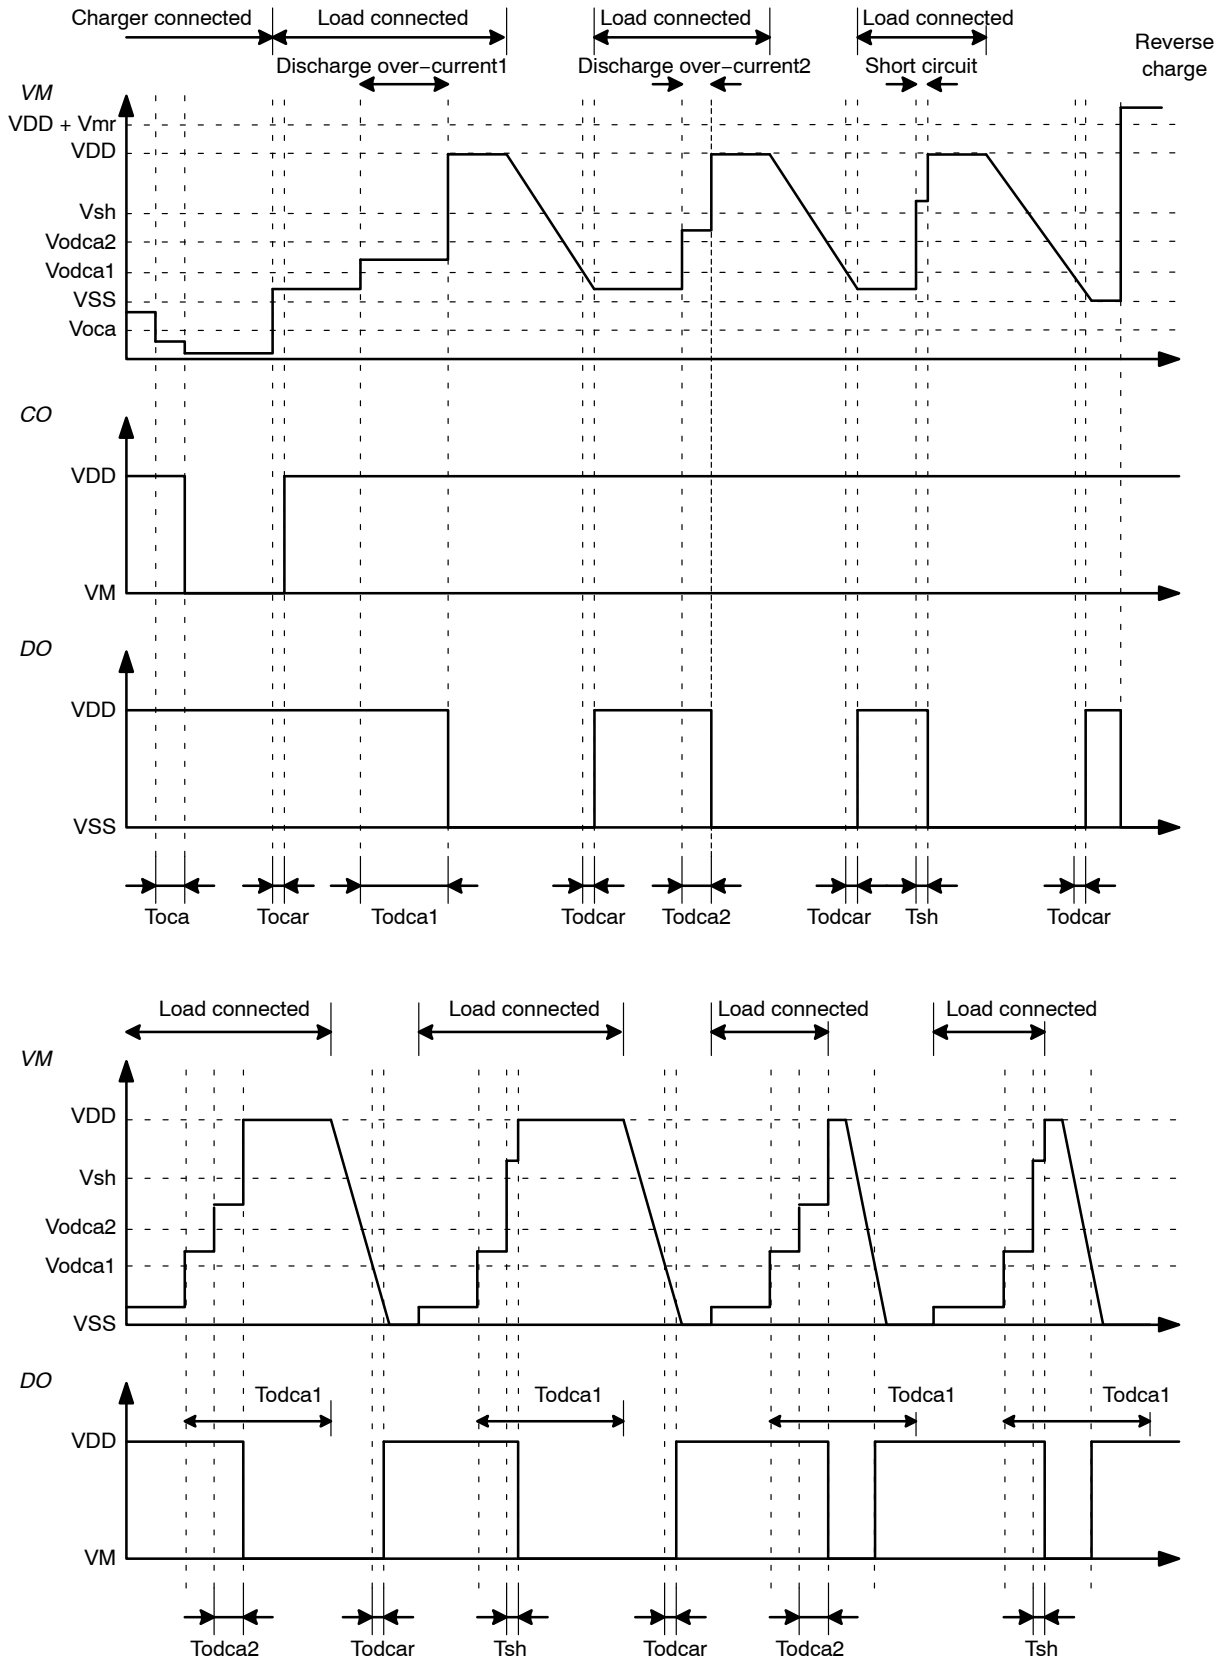 Charger connected Load connected Load connected Load connected
Reverse
charge
Discharge over−current1 Discharge over−current2 Short circuit
VM
VDD + Vmr
VDD
Vsh
Vodca2
Vodca1
VSS
Voca
CO
VDD
VM
DO
VDD
VSS
Toca Tocar Todca1 Todcar Todca2 Todcar Tsh Todcar
Load connected Load connected Load connected Load connected
VM
VDD
Vsh
Vodca2
Vodca1
VSS
DO
Todca1 Todca1 Todca1 Todca1
VDD
VM
Todca2 Todcar Tsh Todcar Todca2 Tsh